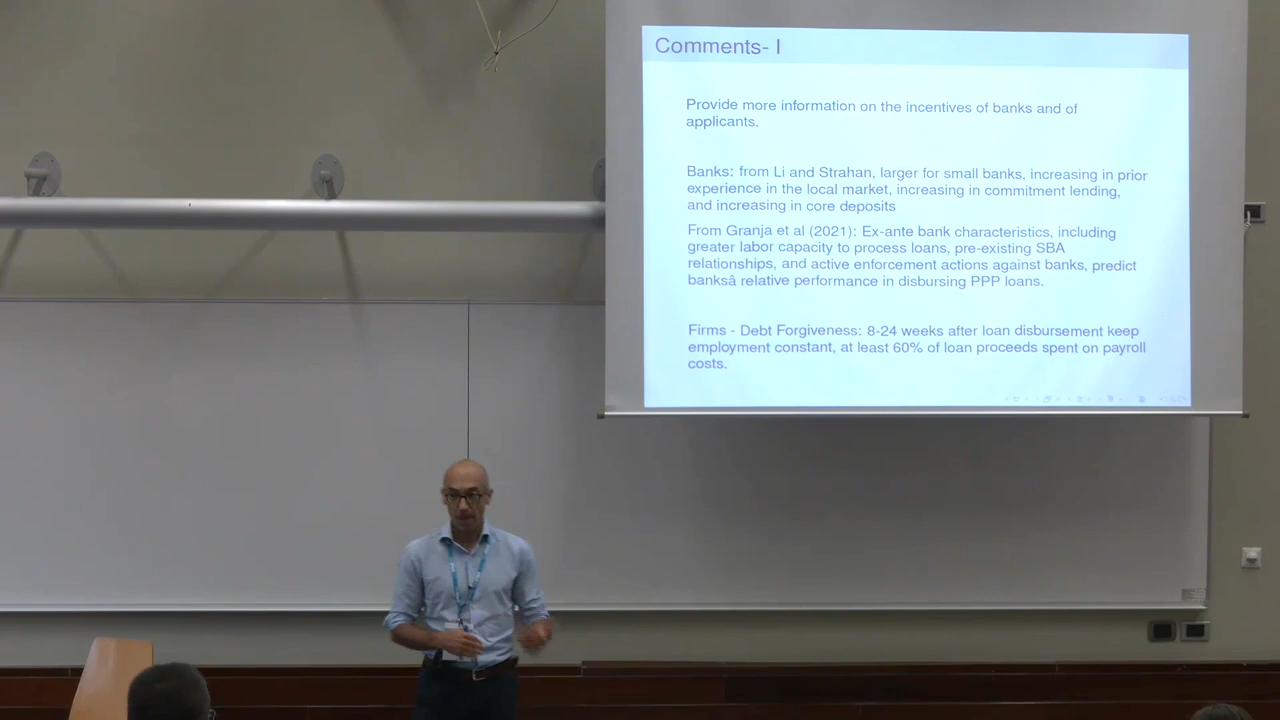 Comments- I
Provide more information on the incentives of banks and of
applicants.
Banks: from Li and Strahan, larger for small banks, increasing in prior
experience in the local market, increasing in commitment lending,
and increasing in core deposits
From Granja et al (2021): Ex-ante bank characteristics, including
greater labor capacity to process loans, pre-existing SBA
relationships, and active enforcement actions against banks, predict
banksâ relative performance in disbursing PPP loans.
Firms - Debt Forgiveness: 8-24 weeks after loan disbursement keep
employment constant, at least 60% of loan proceeds spent on payroll
costs.